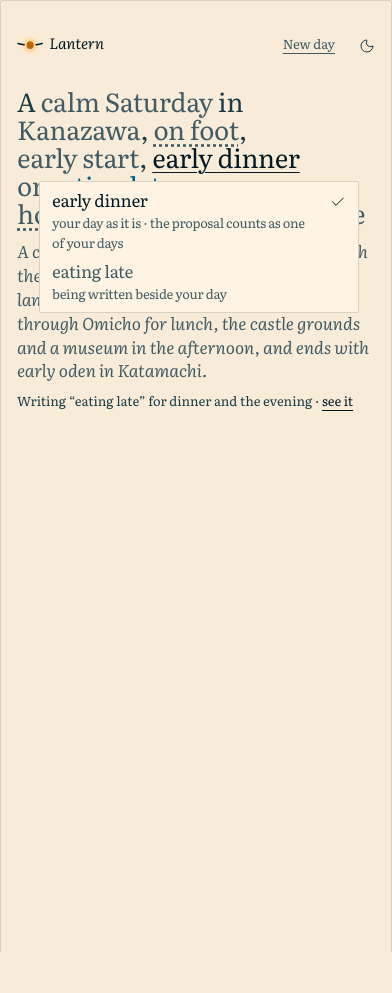 Lantern
New day
A calm Saturday in
Kanazawa, on foot,
early start, early dinner
early dinner
your day as it is · the proposal counts as one
of your days
eating late
being written beside your day
through Omicho for lunch, the castle grounds
and a museum in the afternoon, and ends with
early oden in Katamachi.
Writing “eating late” for dinner and the evening · see it